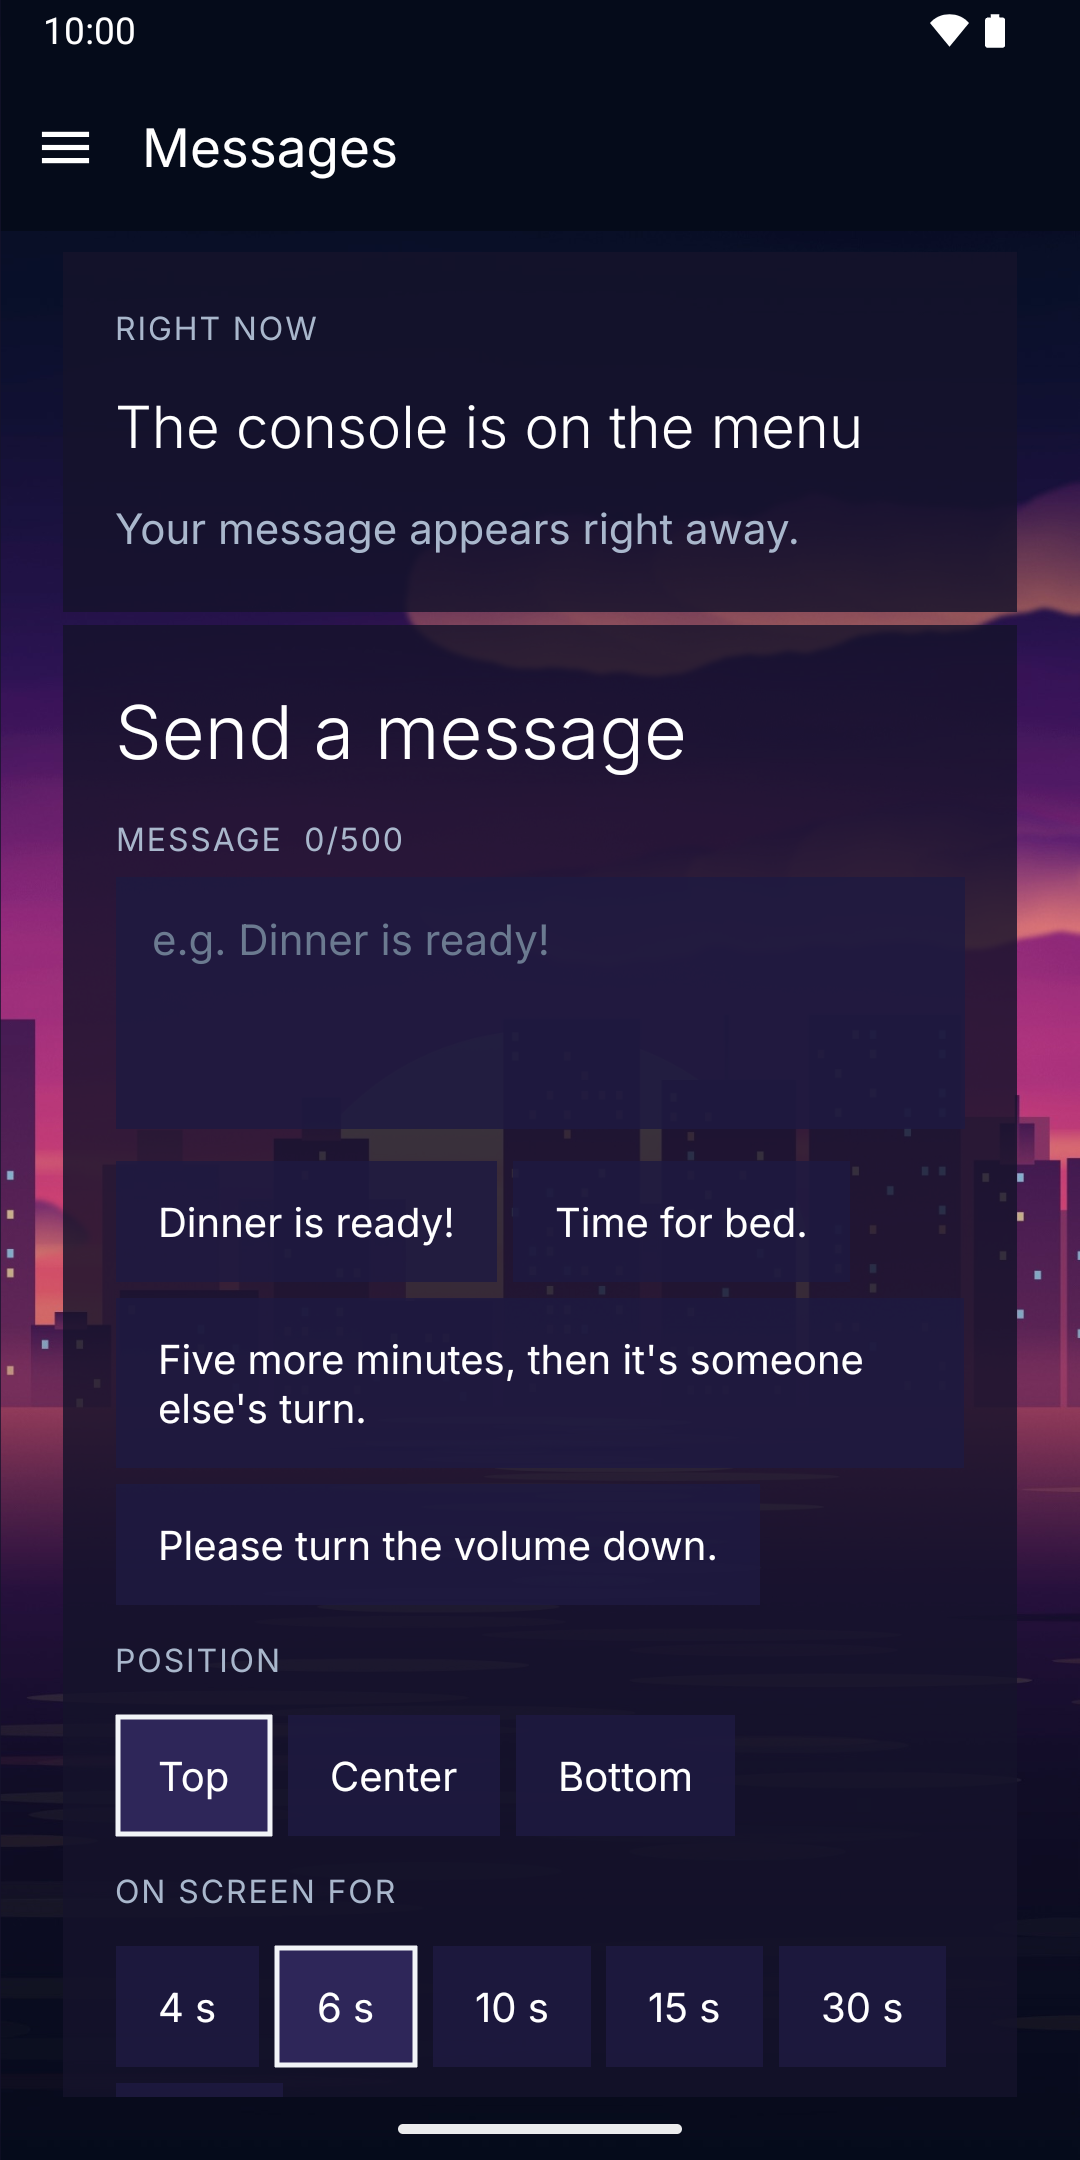 10:00
Messages
RIGHT NOW
The console is on the menu
Your message appears right away.
Send a message
MESSAGE 0/500
e.g. Dinner is ready!
Dinner is ready!
Time for bed.
Five more minutes, then it's someone
else's turn.
Please turn the volume down.
POSITION
Top
Center
Bottom
ON SCREEN FOR
4 s
6 s
10 s
15 s
30 s